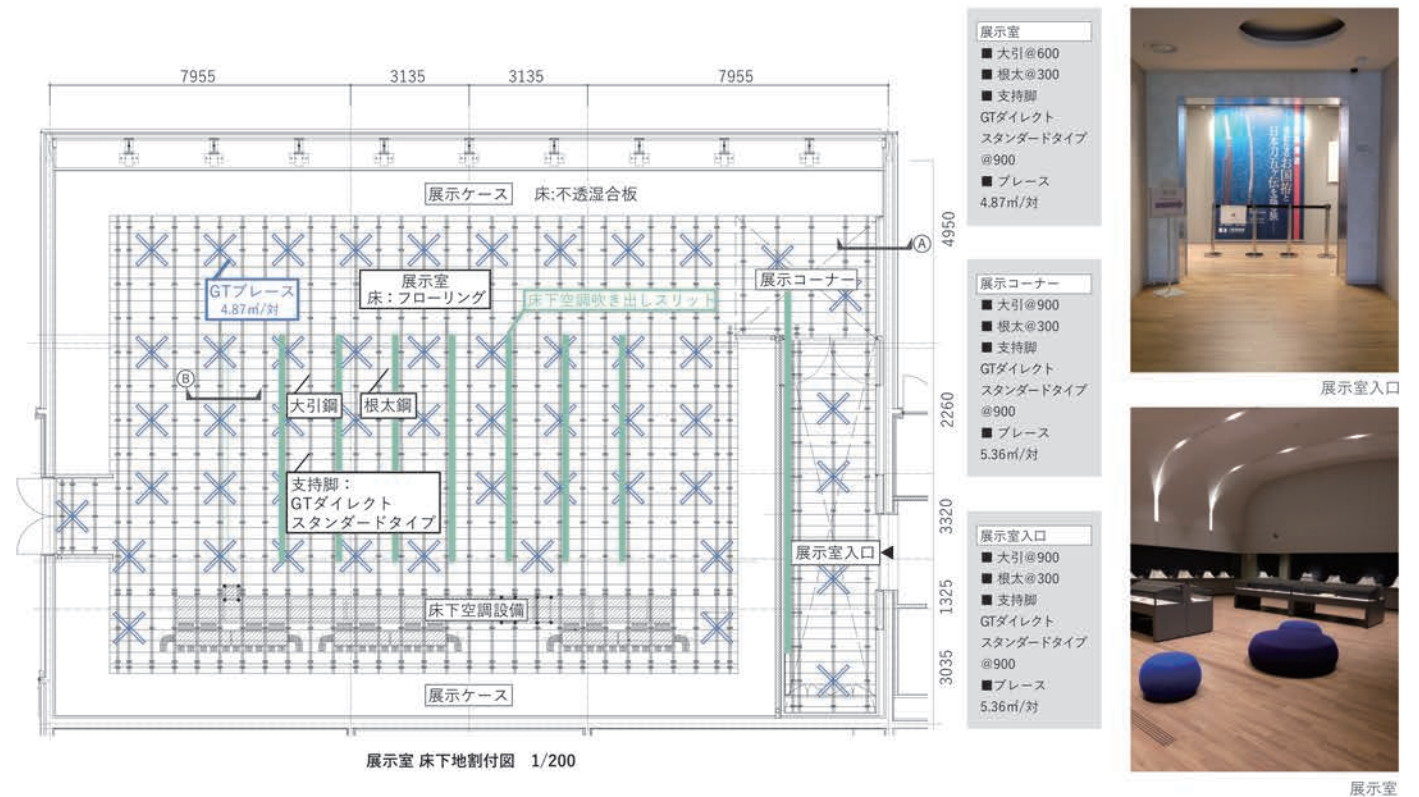 7955
3135
3135
7955
展示ケース
床:不透湿合板
4950
A
展示室
床：フローリング
展示コーナー
GTブレース
4.87㎡/対
床下空調吹き出しスリット
B
大引鋼
根太鋼
2260
支持脚：
GTダイレクト
スタンダードタイプ
3320
展示室入口
1325
床下空調設備
3035
展示ケース
展示室 床下地割付図　1/200
展示室
■ 大引@600
■ 根太@300
■ 支持脚
GTダイレクト
スタンダードタイプ
@900
■ ブレース
4.87㎡/対
展示コーナー
■ 大引@900
■ 根太@300
■ 支持脚
GTダイレクト
スタンダードタイプ
@900
■ ブレース
5.36㎡/対
展示室入口
■ 大引@900
■ 根太@300
■ 支持脚
GTダイレクト
スタンダードタイプ
@900
■ブレース
5.36㎡/対
日本刀五ヶ伝を巡る旅
展示室入口
展示室